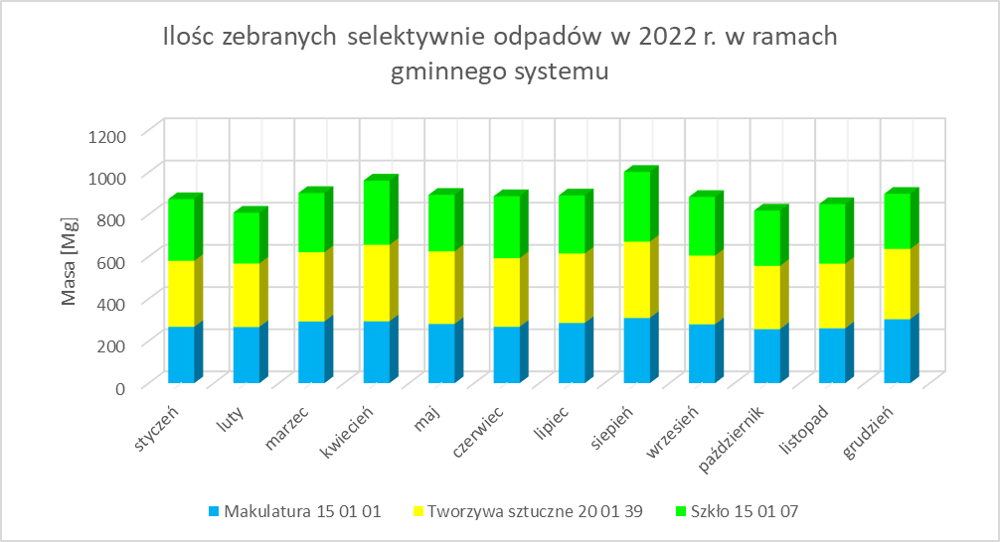 Ilośc zebranych selektywnie odpadów w 2022 r. w ramach
gminnego systemu
Masa [Mg]
1200
1000
800
600
400
200
0
styczeń
luty
marzec
kwiecień
maj
czerwiec
lipiec
siepień
wrzesień
październik
listopad
grudzień
Makulatura 15 01 01
Tworzywa sztuczne 20 01 39
Szkło 15 01 07